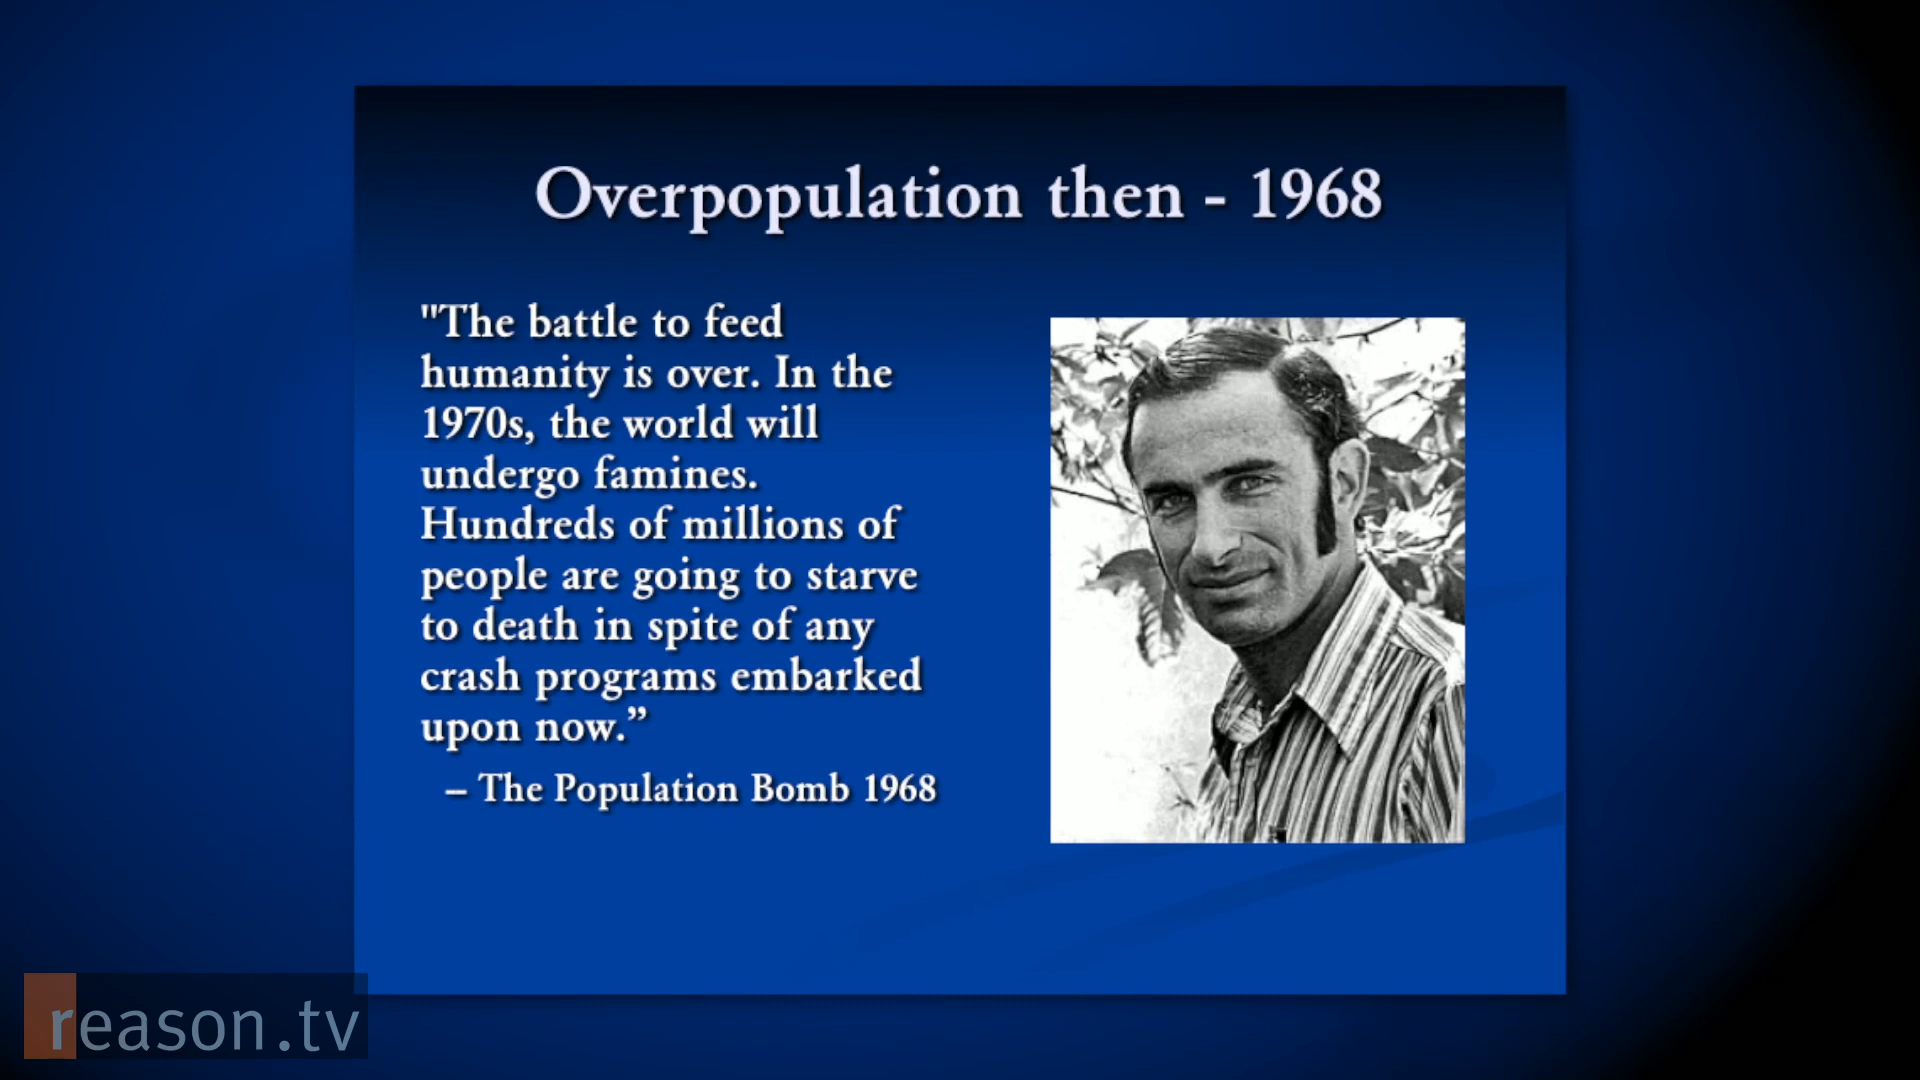 Overpopulation then - 1968
"The battle to feed
humanity is over. In the
1970s, the world will
undergo famines.
Hundreds of millions of
people are going to starve
to death in spite of any
crash programs embarked
upon now.”
– The Population Bomb 1968
reason.tv